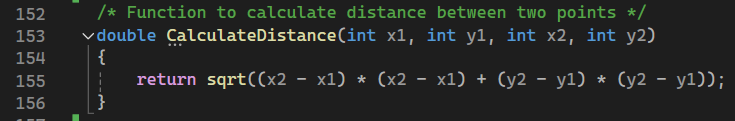 152 /* Function to calculate distance between two points */
153 double CalculateDistance(int x1, int y1, int x2, int y2)
154 {
155 return sqrt((x2 - x1) * (x2 - x1) + (y2 - y1) * (y2 - y1));
156 }